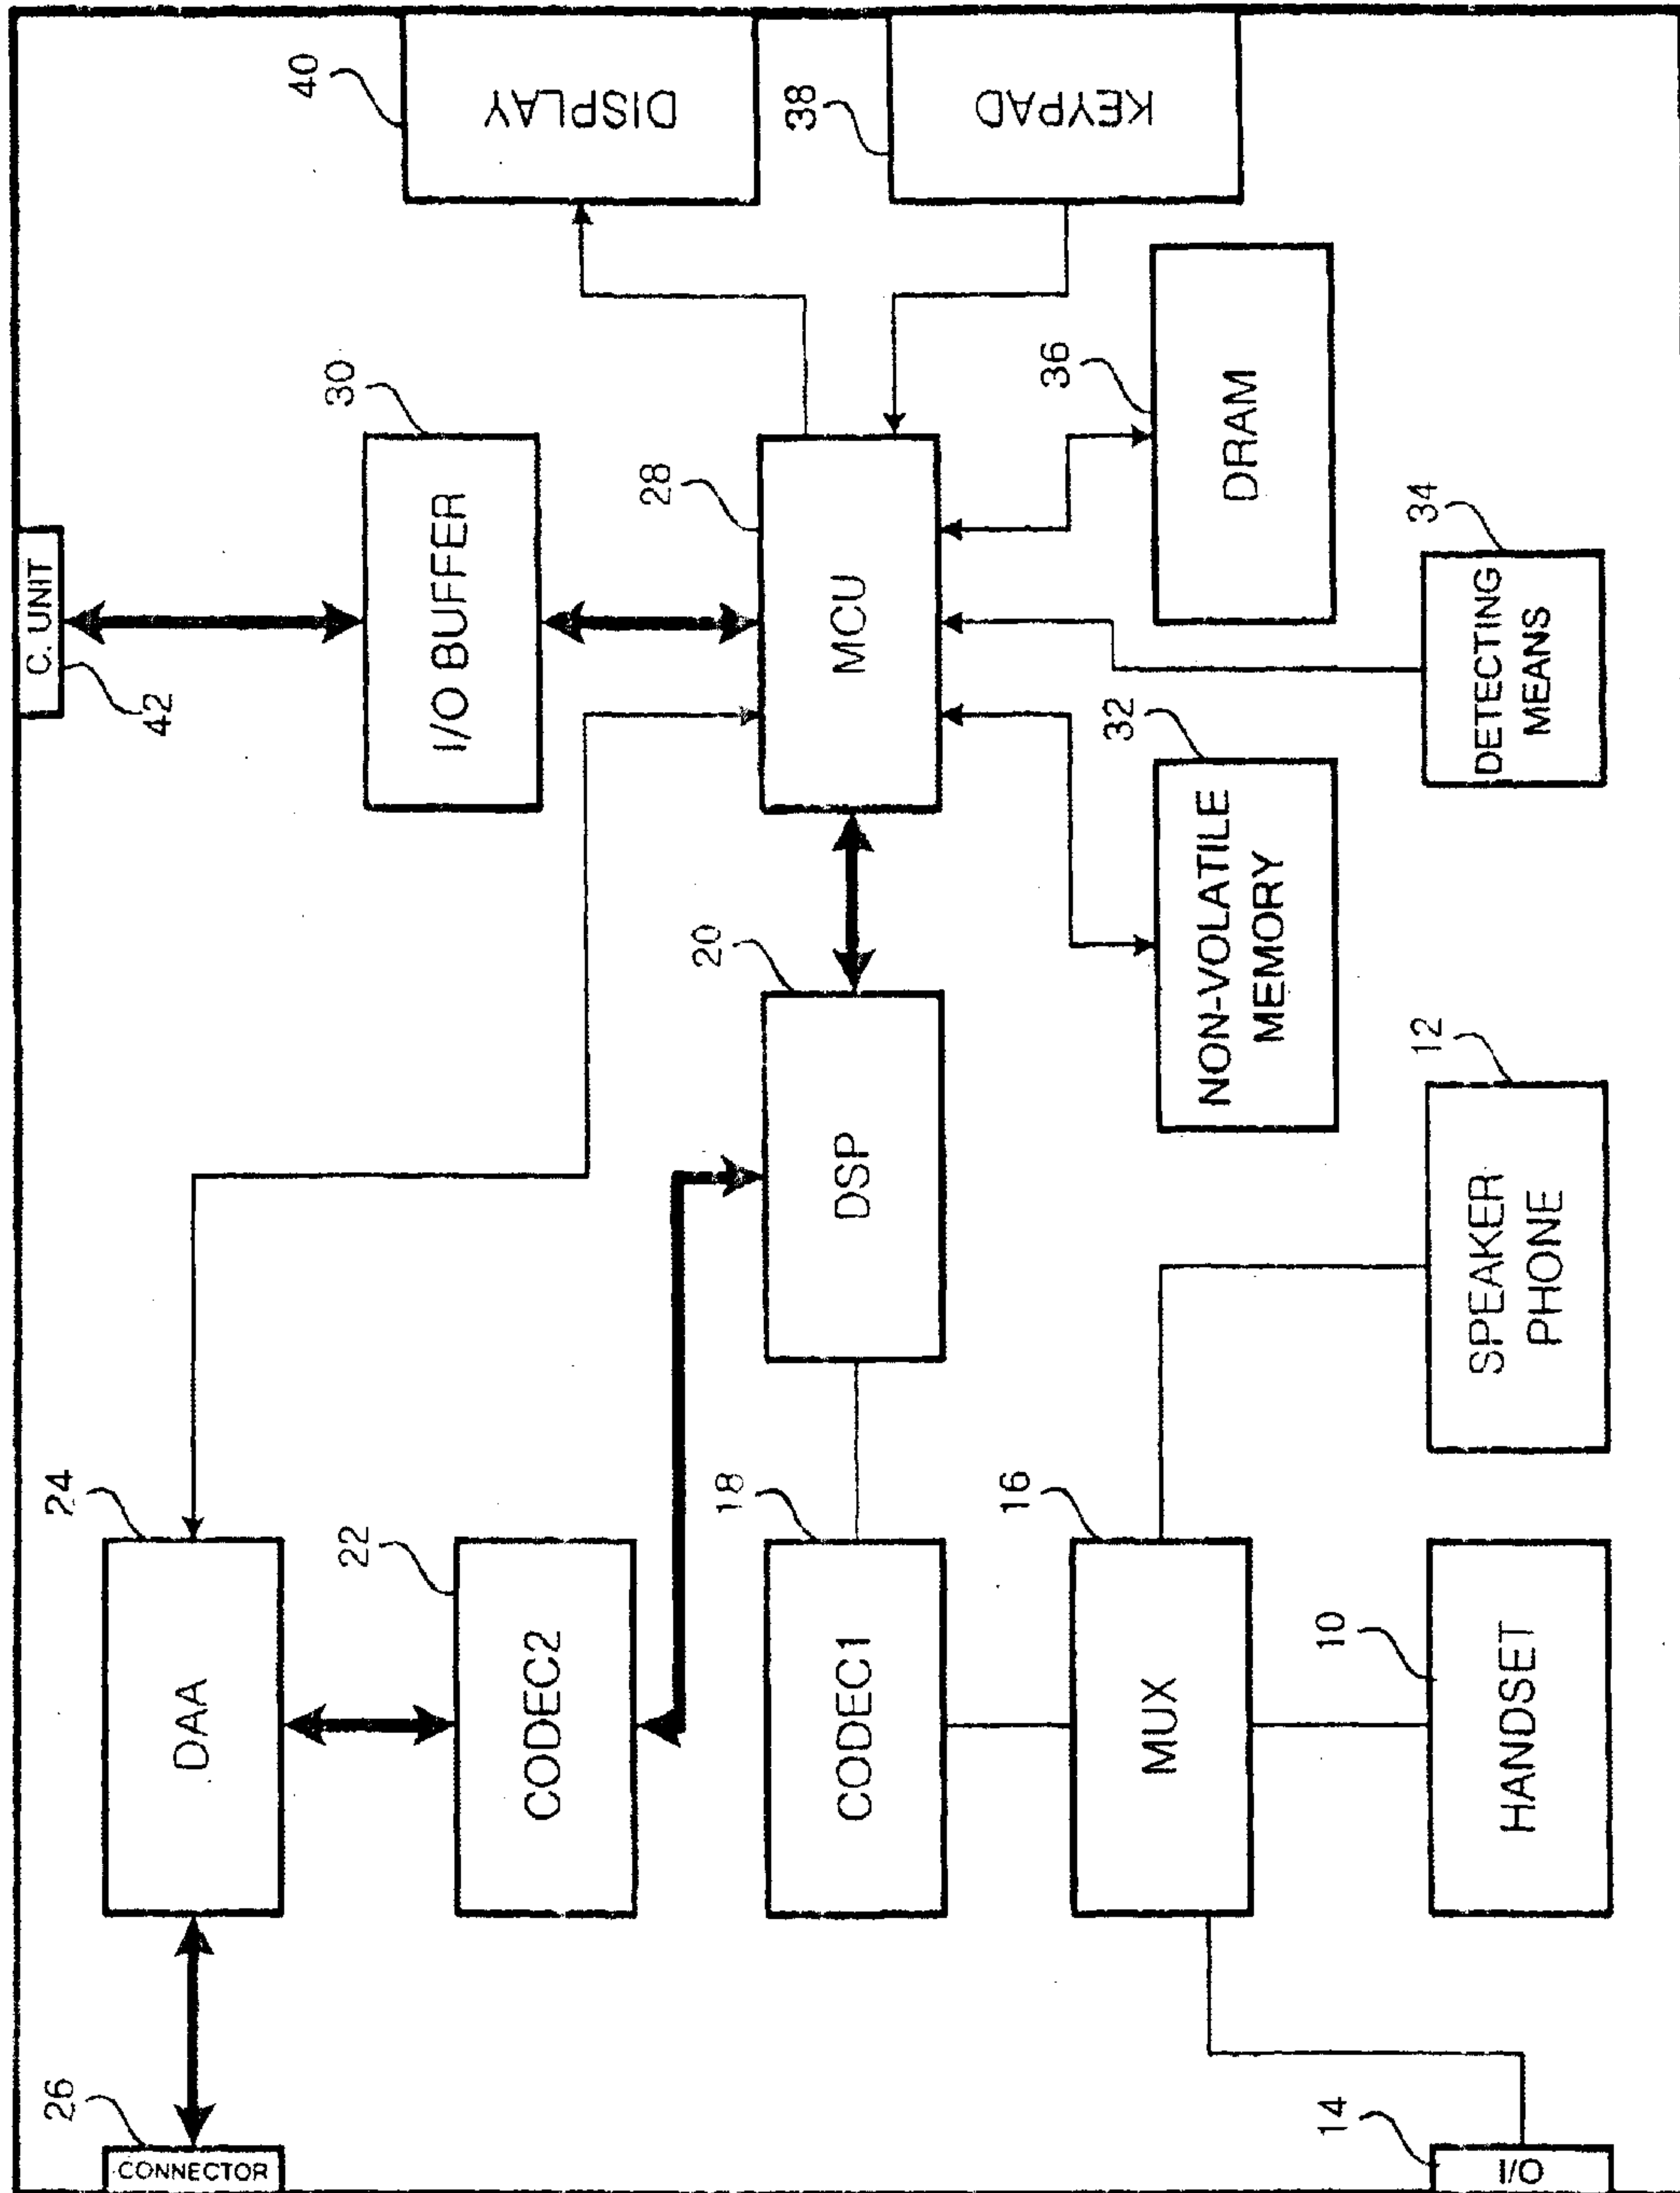 C. UNIT
26
24
42
CONNECTOR
DAA
40
30
22
I/O BUFFER
DISPLAY
CODEC2
18
20
28
38
CODEC1
DSP
MCU
KEYPAD
16
32
36
MUX
NON-VOLATILE
MEMORY
DRAM
14
10
12
34
I/O
HANDSET
SPEAKER
PHONE
DETECTING
MEANS